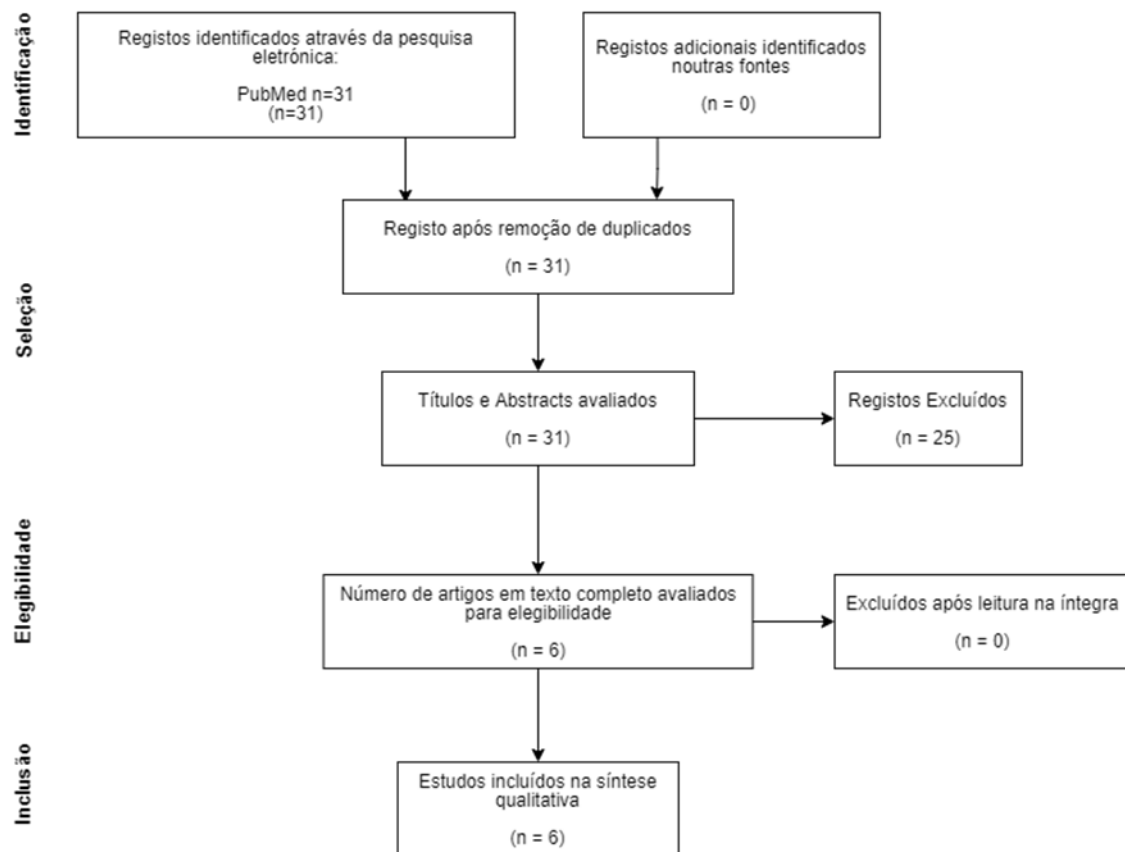 Identificação
Registos identificados através da pesquisa
eletrónica:
PubMed n=31
(n=31)
Registos adicionais identificados
noutras fontes
(n = 0)
Seleção
Registo após remoção de duplicados
(n = 31)
Títulos e Abstracts avaliados
(n = 31)
Registos Excluídos
(n = 25)
Elegibilidade
Número de artigos em texto completo avaliados
para elegibilidade
(n = 6)
Excluídos após leitura na íntegra
(n = 0)
Inclusão
Estudos incluídos na síntese
qualitativa
(n = 6)